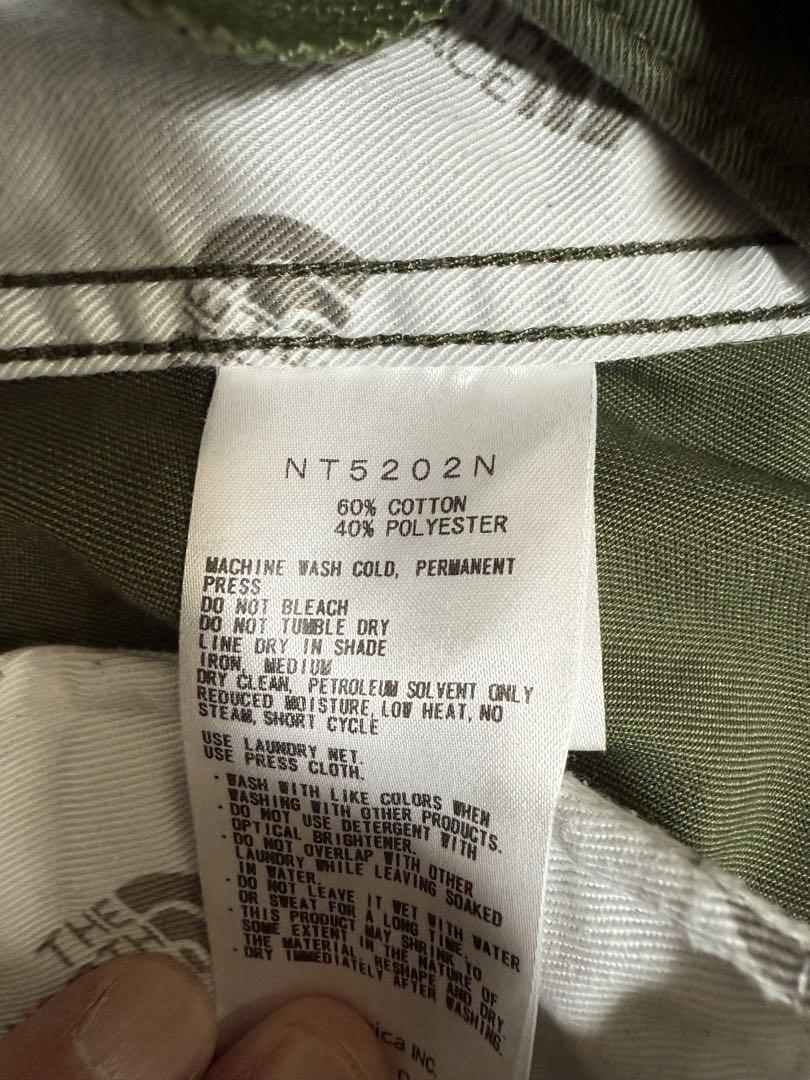 NT5202N
60% COTTON
40% POLYESTER
MACHINE WASH COLD, PERMANENT
PRESS
DO NOT BLEACH
DO NOT TUMBLE DRY
LINE DRY IN SHADE
IRON, MEDIUM
DRY CLEAN, PETROLEUM SOLVENT ONLY
REDUCED MOISTURE, LOW HEAT, NO
STEAM, SHORT CYCLE
USE LAUNDRY NET.
USE PRESS CLOTH.
· WASH WITH LIKE COLORS WHEN
WASHING WITH OTHER PRODUCTS.
· DO NOT USE DETERGENT WITH
OPTICAL BRIGHTENER.
· DO NOT OVERLAP WITH OTHER
LAUNDRY WHILE LEAVING SOAKED
IN WATER.
· DO NOT LEAVE IT WET WITH WATER
OR SWEAT FOR A LONG TIME.
· THIS PRODUCT MAY SHRINK TO
SOME EXTENT IN THE NATURE OF
THE MATERIAL, RESHAPE AND DRY.
· DRY IMMEDIATELY AFTER WASHING.
INC.
THE